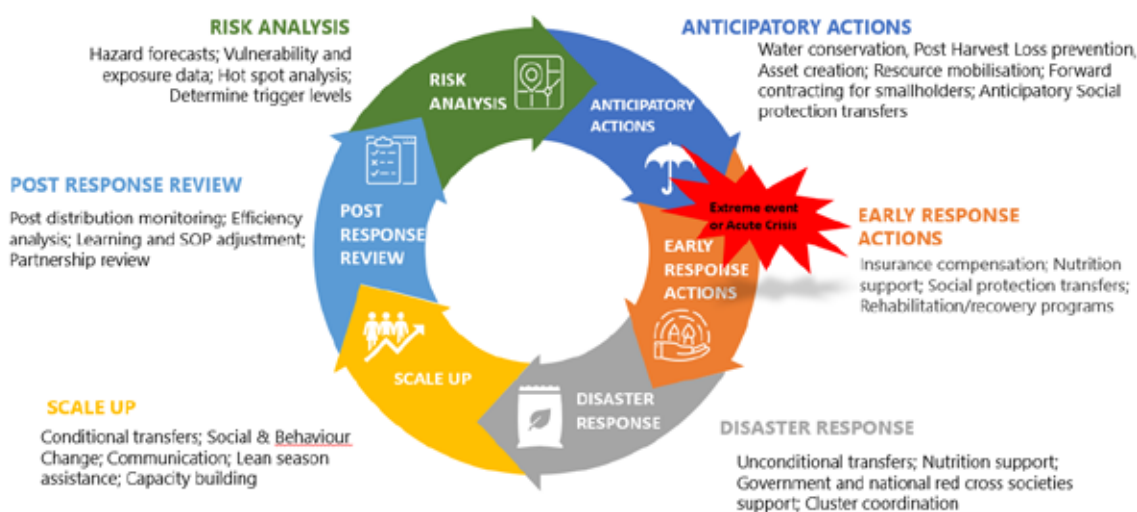 RISK ANALYSIS
Hazard forecasts; Vulnerability and
exposure data; Hot spot analysis;
Determine trigger levels
ANTICIPATORY ACTIONS
Water conservation, Post Harvest Loss prevention,
Asset creation; Resource mobilisation; Forward
contracting for smallholders; Anticipatory Social
protection transfers
RISK
ANALYSIS
ANTICIPATORY
ACTIONS
POST RESPONSE REVIEW
Post distribution monitoring; Efficiency
analysis; Learning and SOP adjustment;
Partnership review
POST
RESPONSE
REVIEW
Extreme event
or Acute Crisis
EARLY
RESPONSE
ACTIONS
EARLY RESPONSE
ACTIONS
Insurance compensation; Nutrition
support; Social protection transfers;
Rehabilitation/recovery programs
SCALE UP
DISASTER
RESPONSE
SCALE UP
Conditional transfers; Social & Behaviour
Change; Communication; Lean season
assistance; Capacity building
DISASTER RESPONSE
Unconditional transfers; Nutrition support;
Government and national red cross societies
support; Cluster coordination